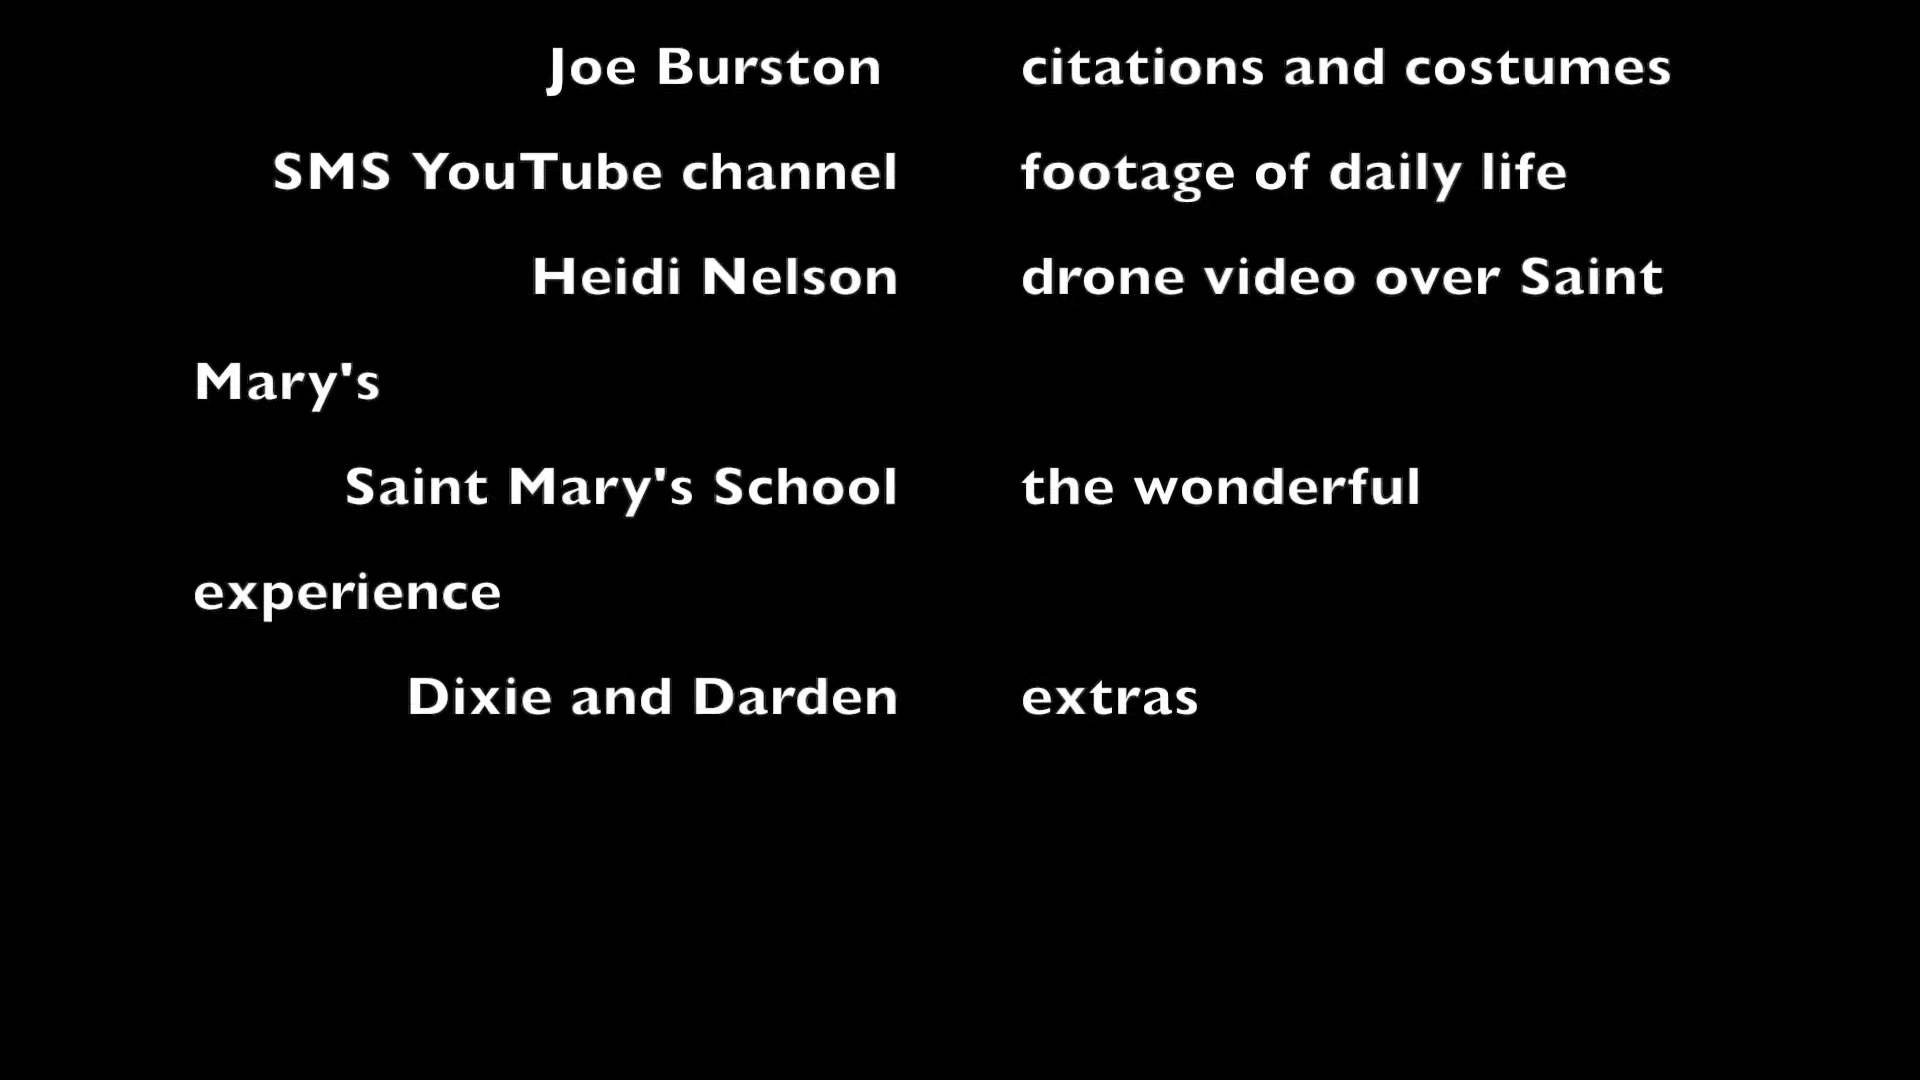 Joe Burston citations and costumes
SMS YouTube channel footage of daily life
Heidi Nelson drone video over Saint
Mary's
Saint Mary's School the wonderful
experience
Dixie and Darden extras